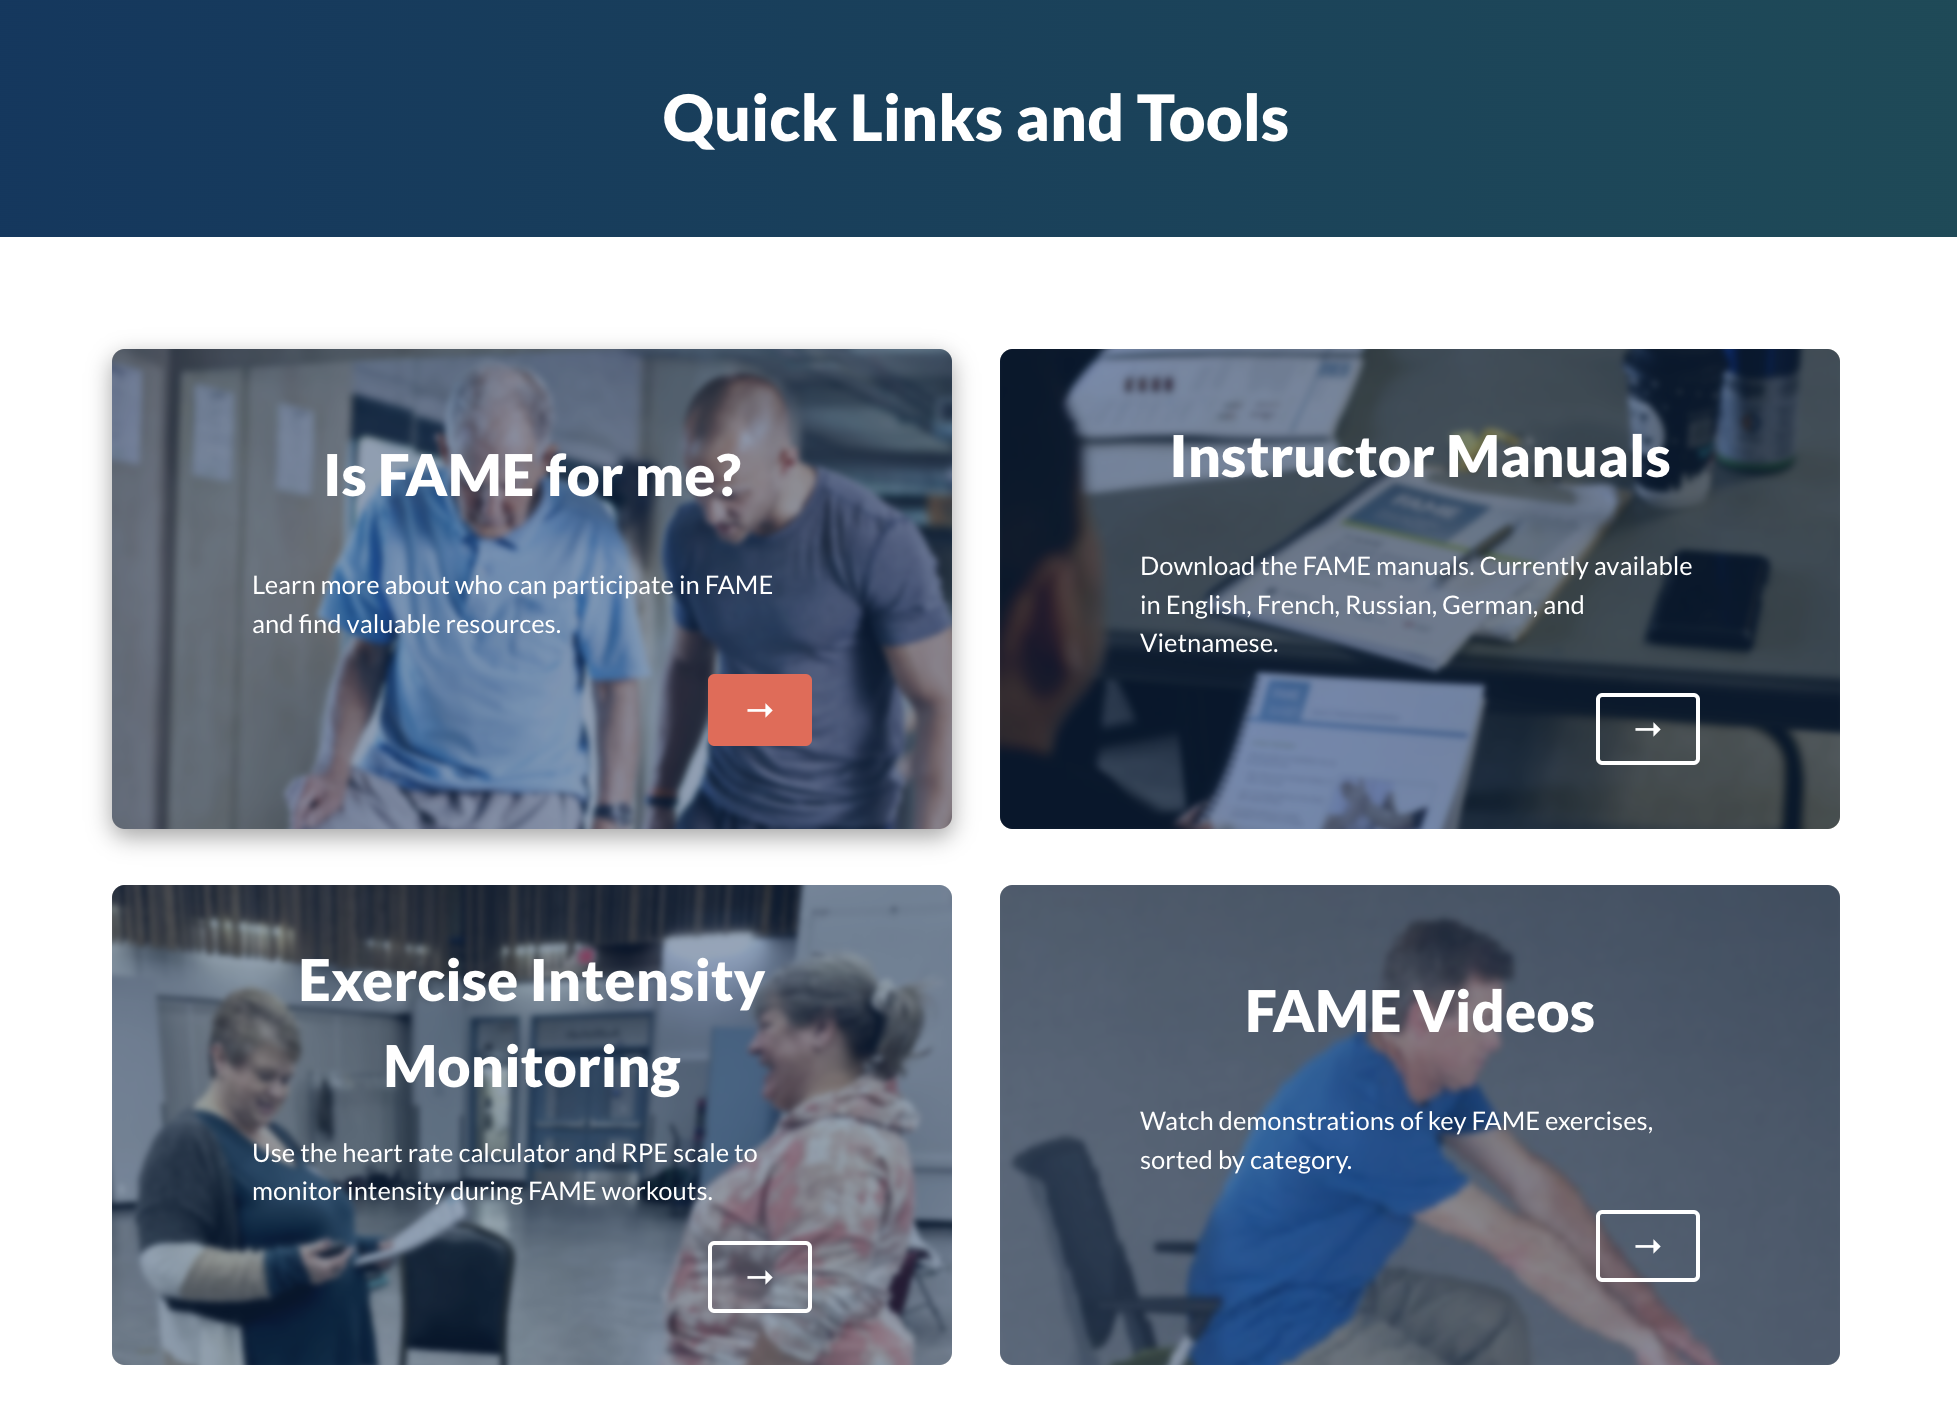 Quick Links and Tools
Is FAME for me?
Learn more about who can participate in FAME
and find valuable resources.
→
Instructor Manuals
Download the FAME manuals. Currently available
in English, French, Russian, German, and
Vietnamese.
→
Exercise Intensity
Monitoring
Use the heart rate calculator and RPE scale to
monitor intensity during FAME workouts.
→
FAME Videos
Watch demonstrations of key FAME exercises,
sorted by category.
→